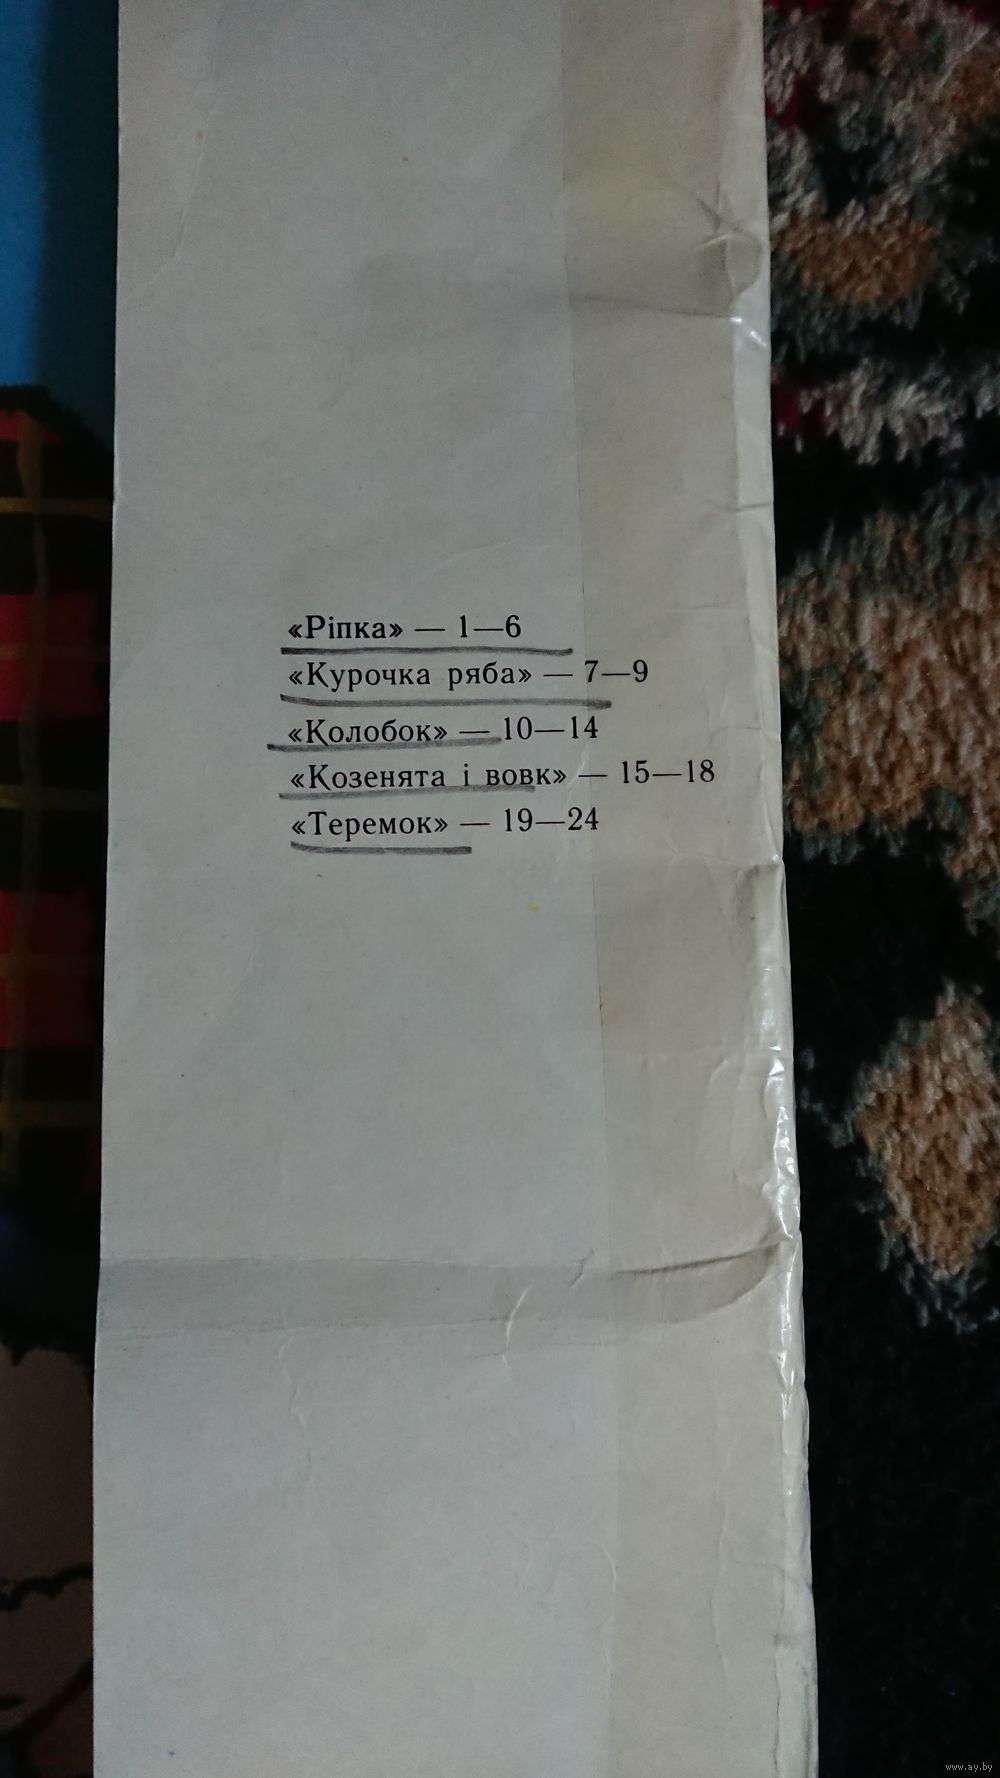 «Ріпка» — 1—6
«Курочка ряба» — 7—9
«Колобок» — 10—14
«Козенята і вовк» — 15—18
«Теремок» — 19—24
www.ay.by